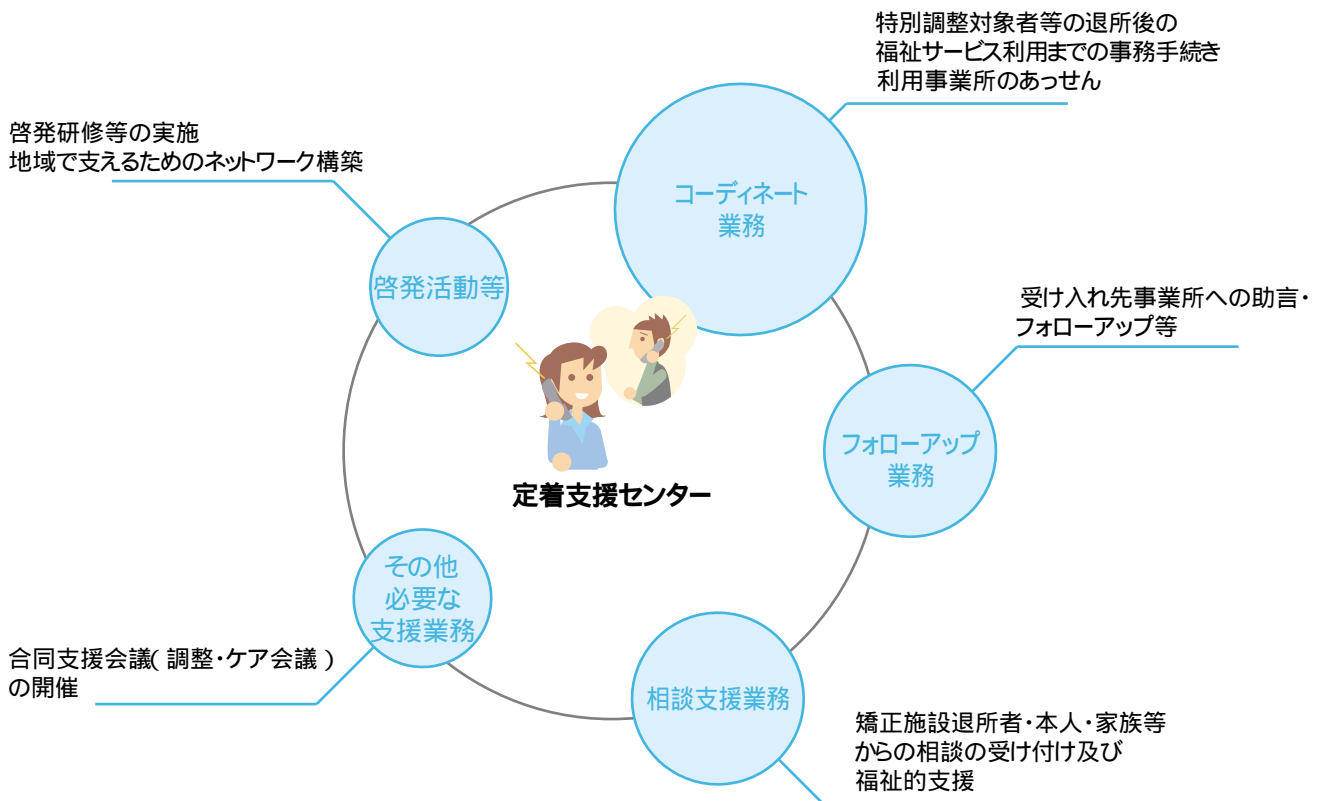 特別調整対象者等の退所後の
福祉サービス利用までの事務手続き
利用事業所のあっせん
コーディネート
業務
啓発研修等の実施
地域で支えるためのネットワーク構築
啓発活動等
受け入れ先事業所への助言・
フォローアップ等
フォローアップ
業務
定着支援センター
その他
必要な
支援業務
合同支援会議(調整・ケア会議)
の開催
相談支援業務
矯正施設退所者・本人・家族等
からの相談の受け付け及び
福祉的支援